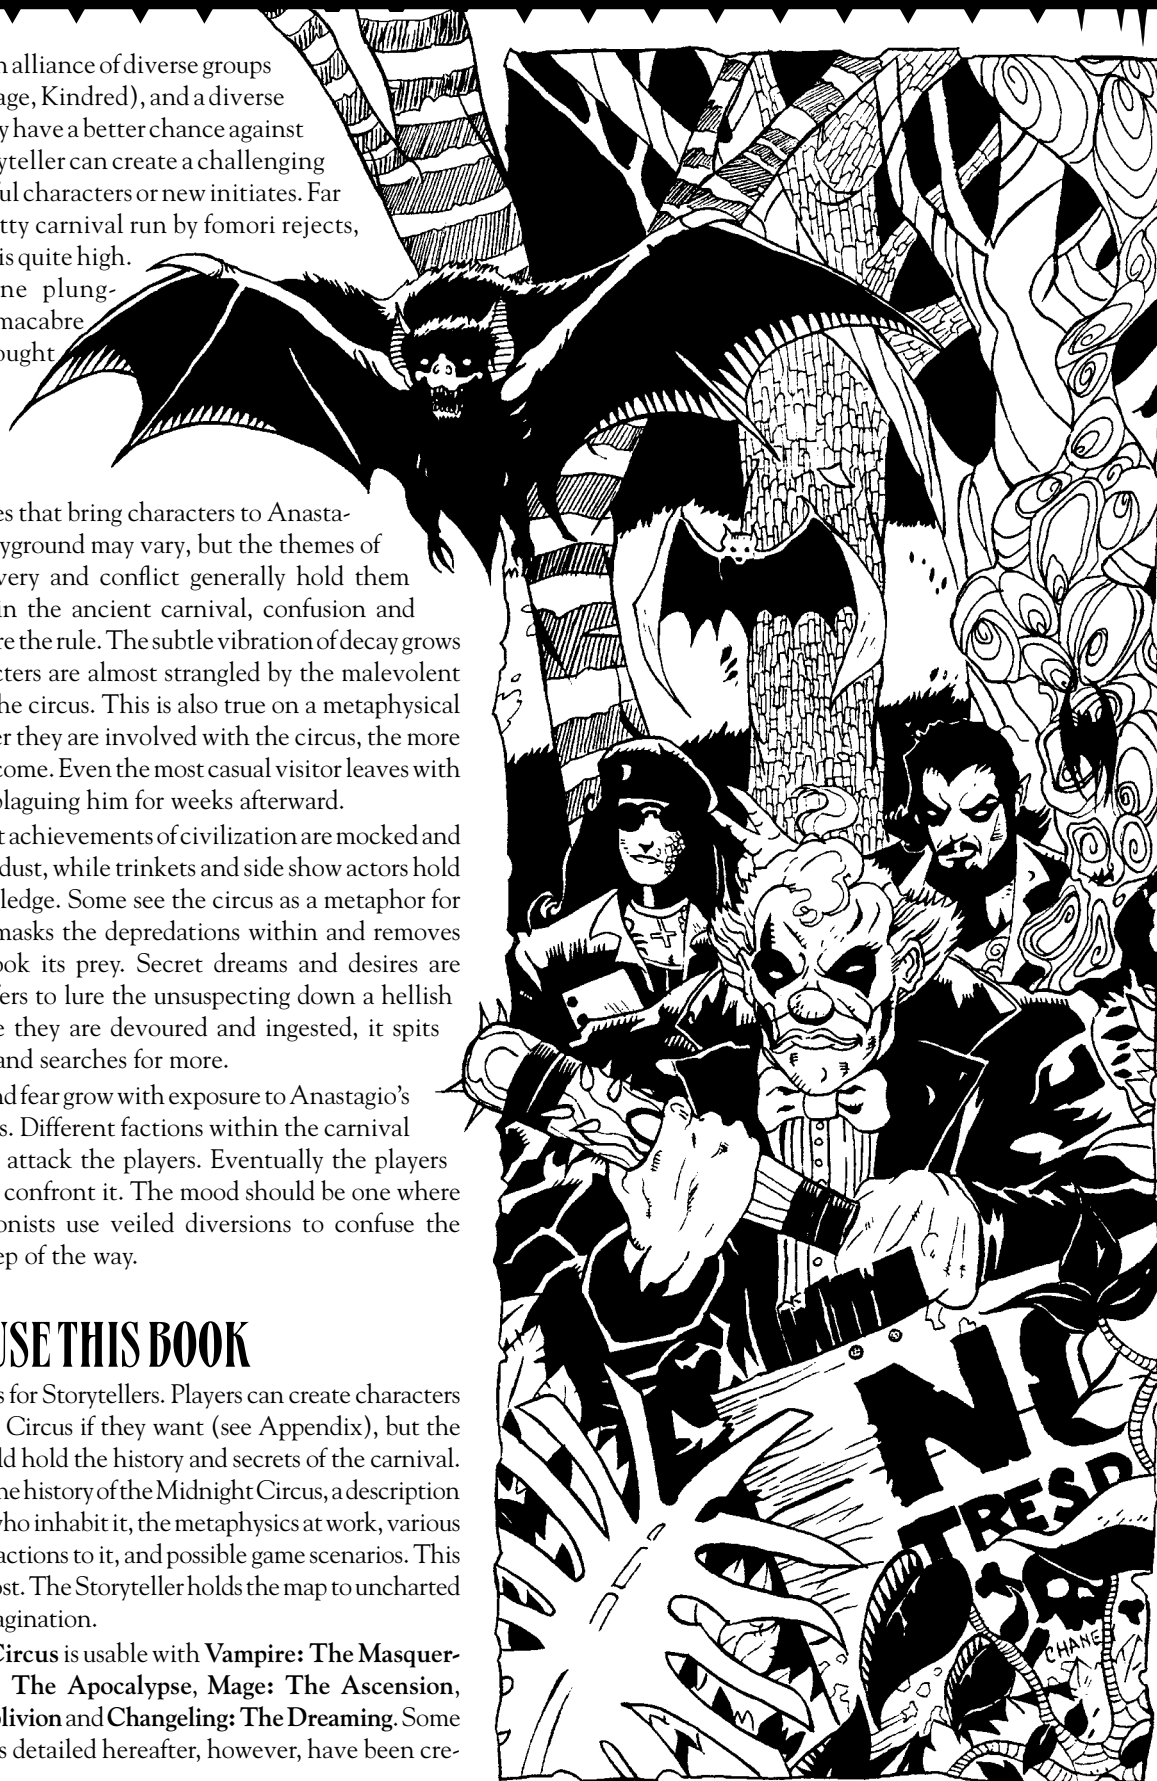 n alliance of diverse groups
age, Kindred), and a diverse
y have a better chance against
yteller can create a challenging
ful characters or new initiates. Far
tty carnival run by fomori rejects,
is quite high.
ne plung-
macabre
ought
es that bring characters to Anasta-
yground may vary, but the themes of
very and conflict generally hold them
in the ancient carnival, confusion and
re the rule. The subtle vibration of decay grows
cters are almost strangled by the malevolent
he circus. This is also true on a metaphysical
er they are involved with the circus, the more
come. Even the most casual visitor leaves with
plaguing him for weeks afterward.
t achievements of civilization are mocked and
dust, while trinkets and side show actors hold
ledge. Some see the circus as a metaphor for
masks the depredations within and removes
ook its prey. Secret dreams and desires are
fers to lure the unsuspecting down a hellish
e they are devoured and ingested, it spits
and searches for more.
nd fear grow with exposure to Anastagio's
s. Different factions within the carnival
attack the players. Eventually the players
confront it. The mood should be one where
onists use veiled diversions to confuse the
ep of the way.
USE THIS BOOK
s for Storytellers. Players can create characters
Circus if they want (see Appendix), but the
ld hold the history and secrets of the carnival.
he history of the Midnight Circus, a description
who inhabit it, the metaphysics at work, various
actions to it, and possible game scenarios. This
ost. The Storyteller holds the map to uncharted
agination.
Circus is usable with Vampire: The Masquer-
The Apocalypse, Mage: The Ascension,
livion and Changeling: The Dreaming. Some
s detailed hereafter, however, have been cre-
NO
TRESP
CHANE